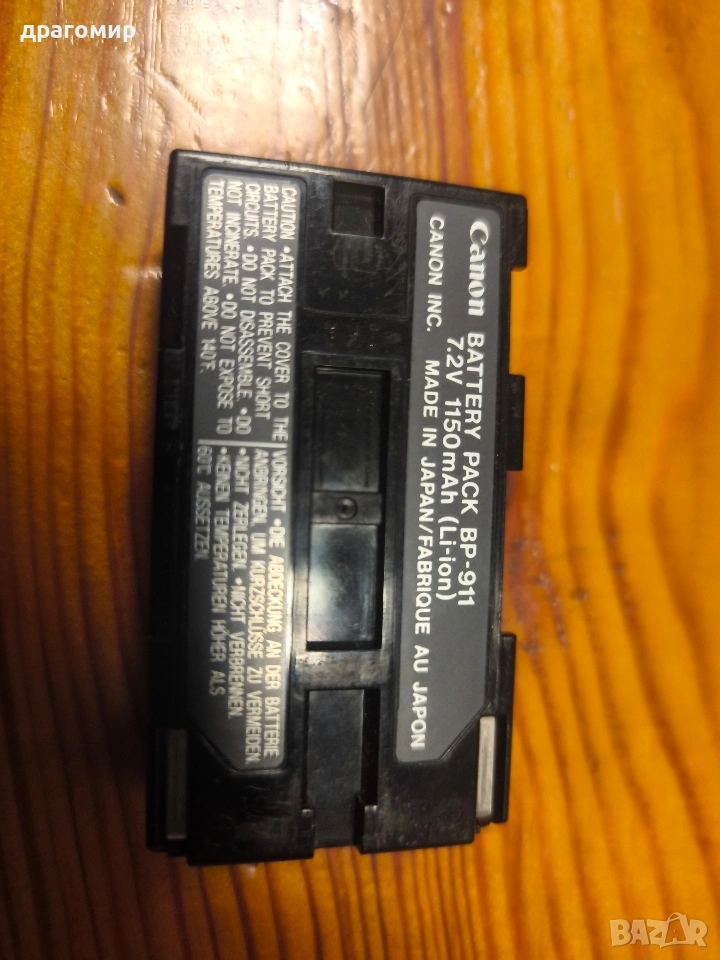 драгомир
Canon BATTERY PACK BP-911
7.2V 1150mAh (Li-ion)
CANON INC. MADE IN JAPAN/FABRIQUE AU JAPON
CAUTION •ATTACH THE COVER TO THE
BATTERY PACK TO PREVENT SHORT
CIRCUITS. •DO NOT DISASSEMBLE. •DO
NOT INCINERATE. •DO NOT EXPOSE TO
TEMPERATURES ABOVE 140°F.
VORSICHT •DIE ABDECKUNG AN DER BATTERIE
ANBRINGEN, UM KURZSCHLÜSSE ZU VERMEIDEN.
•NICHT ZERLEGEN. •NICHT VERBRENNEN.
•KEINEN TEMPERATUREN HÖHER ALS
60°C AUSSETZEN.
BAZAR